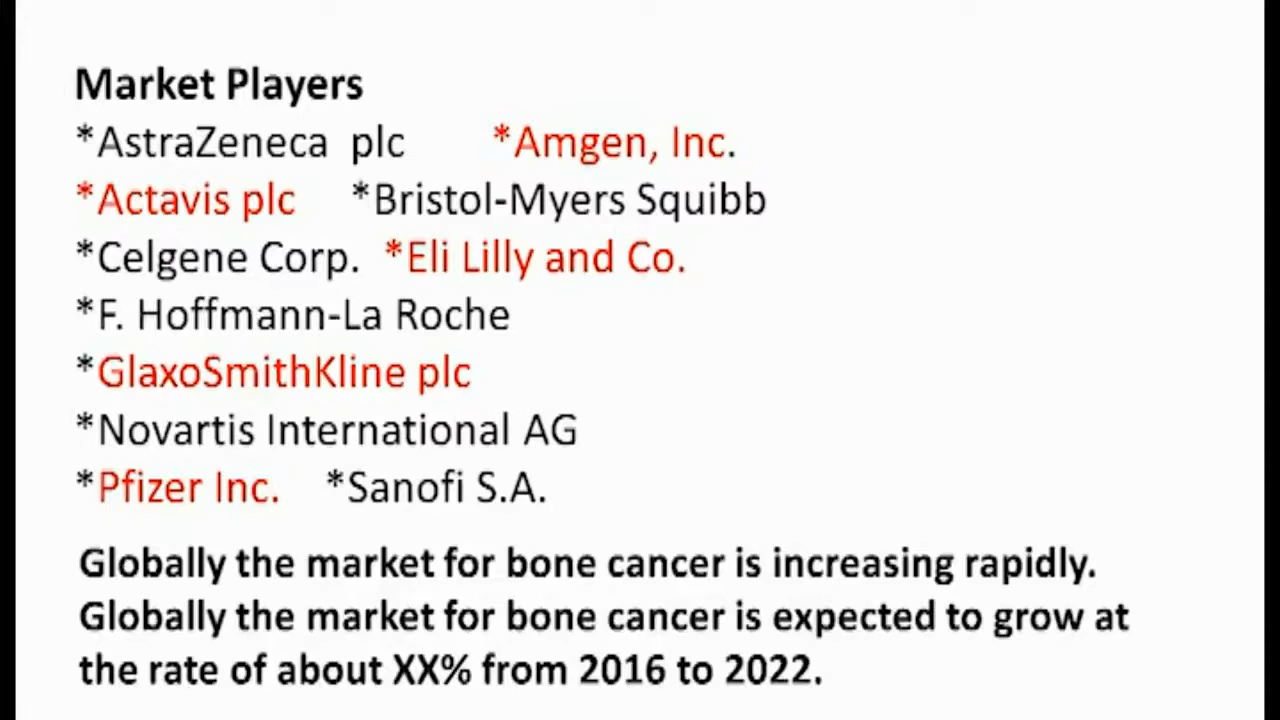 Market Players
*AstraZeneca plc *Amgen, Inc.
*Actavis plc *Bristol-Myers Squibb
*Celgene Corp. *Eli Lilly and Co.
*F. Hoffmann-La Roche
*GlaxoSmithKline plc
*Novartis International AG
*Pfizer Inc. *Sanofi S.A.
Globally the market for bone cancer is increasing rapidly.
Globally the market for bone cancer is expected to grow at
the rate of about XX% from 2016 to 2022.